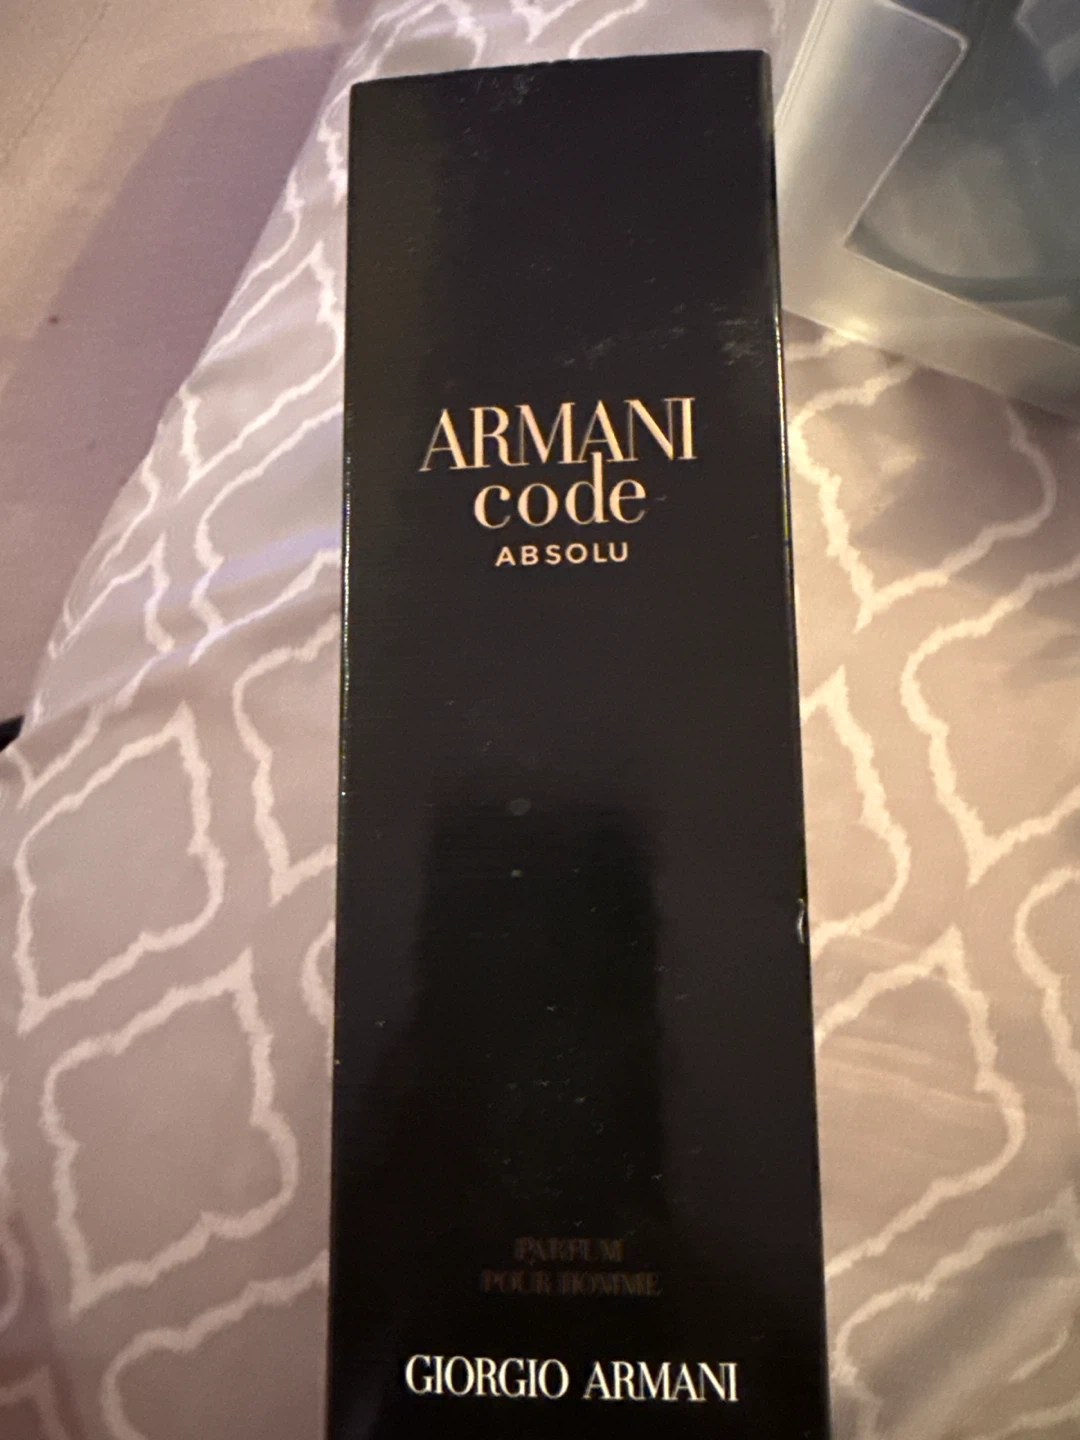 ARMANI
code
ABSOLU
PARFUM
POUR HOMME
GIORGIO ARMANI